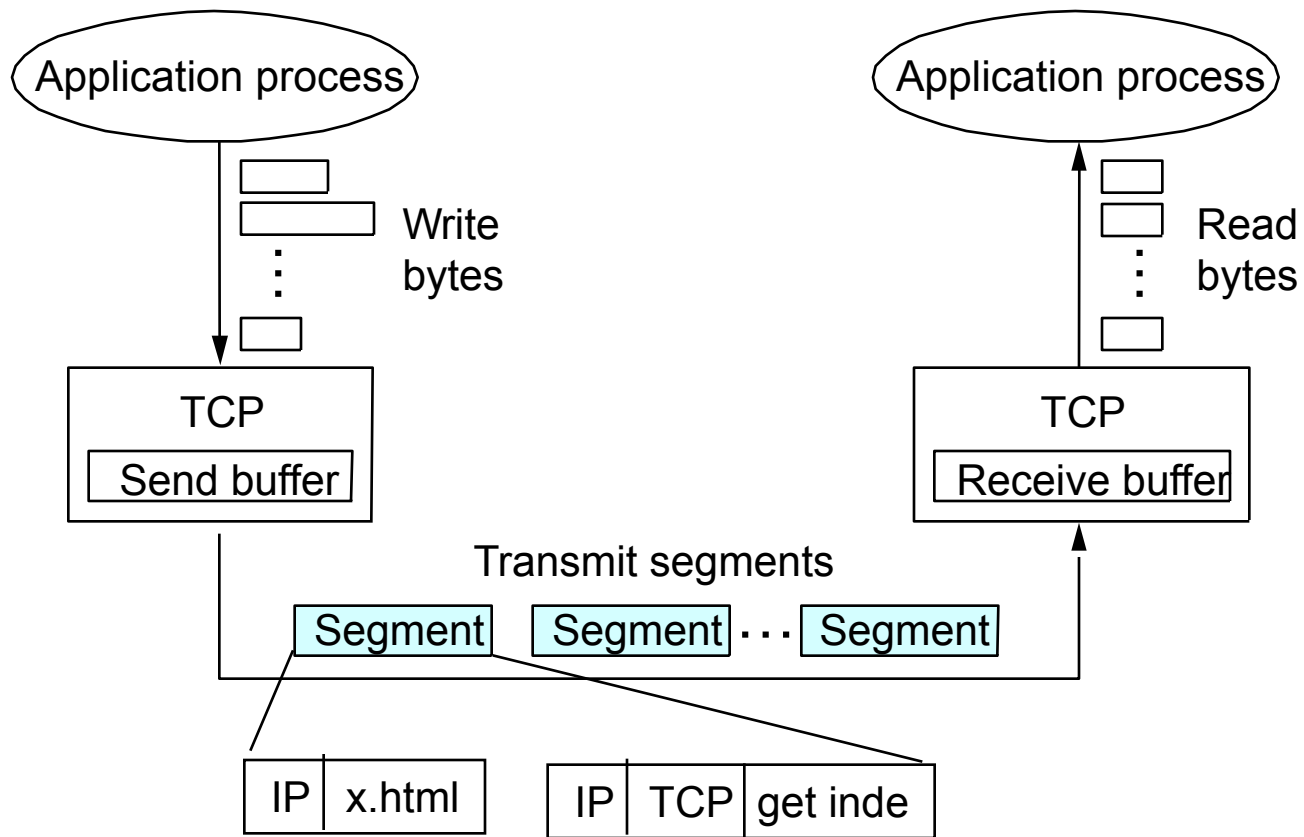 Application process
Application process
Write
bytes
Read
bytes
TCP
Send buffer
TCP
Receive buffer
Transmit segments
Segment Segment ... Segment
IP x.html IP TCP get inde